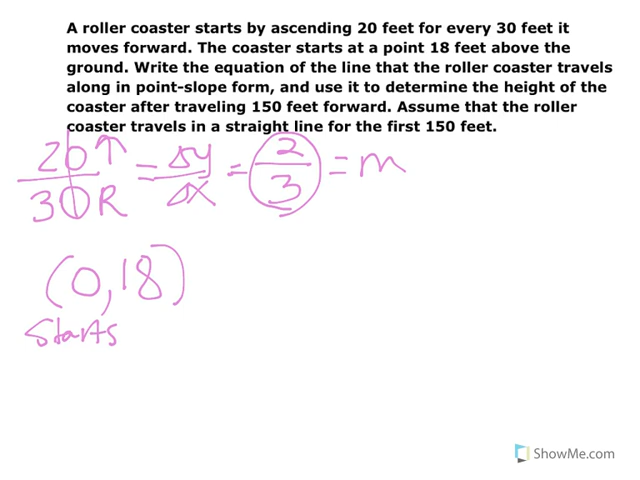 A roller coaster starts by ascending 20 feet for every 30 feet it
moves forward. The coaster starts at a point 18 feet above the
ground. Write the equation of the line that the roller coaster travels
along in point-slope form, and use it to determine the height of the
coaster after traveling 150 feet forward. Assume that the roller
coaster travels in a straight line for the first 150 feet.
20↑/30R = Δy/Δx = 2/3 = m
(0,18)
Starts
ShowMe.com